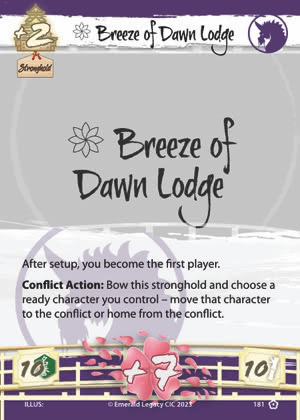 +2 Breeze of Dawn Lodge
Stronghold
Breeze of
Dawn Lodge
After setup, you become the first player.
Conflict Action: Bow this stronghold and choose a
ready character you control – move that character
to the conflict or home from the conflict.
10 +7 10
ILLUS: © Emerald Legacy CIC 2023 181